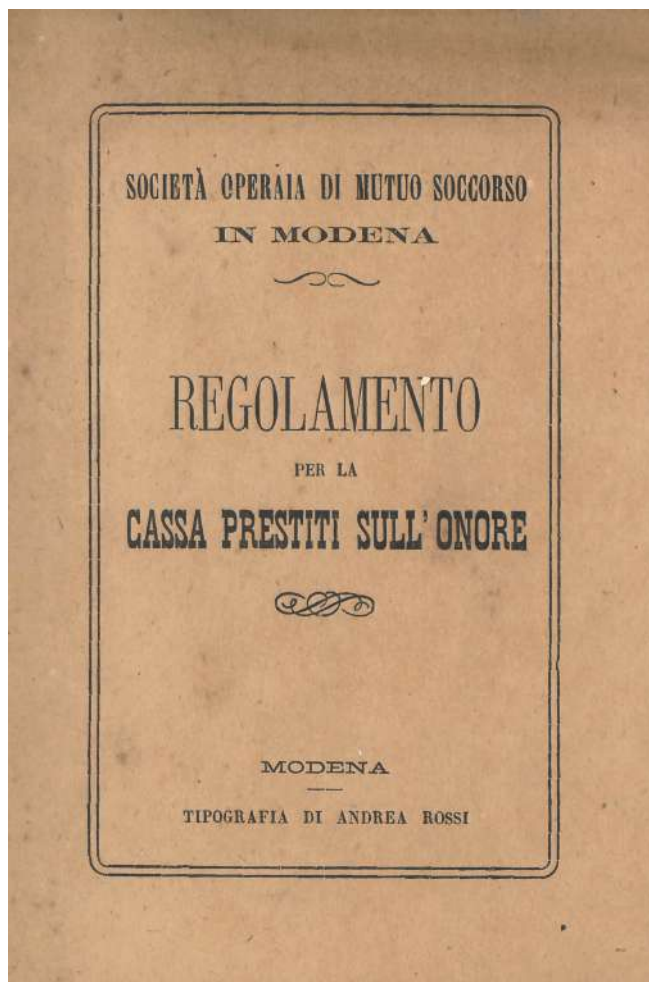 SOCIETÀ OPERAIA DI MUTUO SOCCORSO
IN MODENA
REGOLAMENTO
PER LA
CASSA PRESTITI SULL'ONORE
MODENA
TIPOGRAFIA DI ANDREA ROSSI